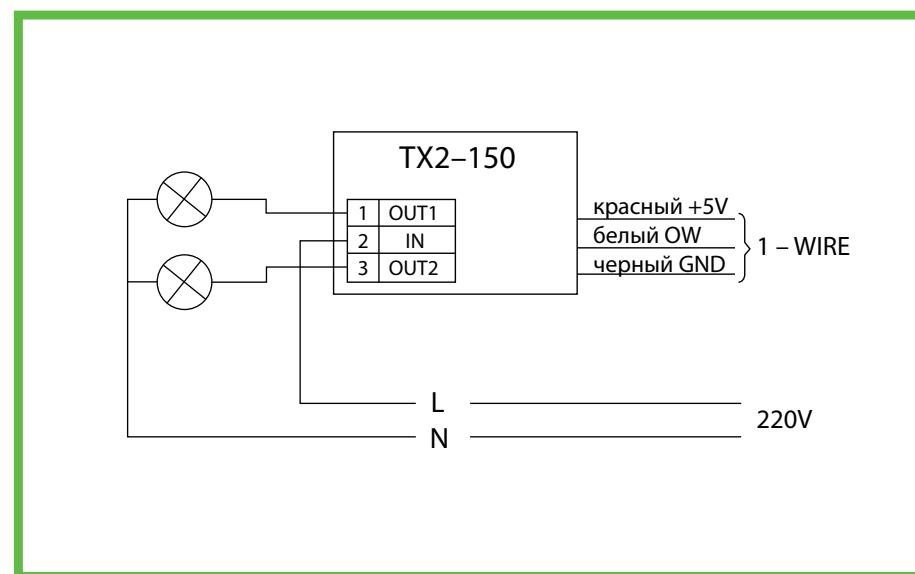 TX2–150
1 OUT1
2 IN
3 OUT2
красный +5V
белый OW
черный GND
1 – WIRE
L
N
220V